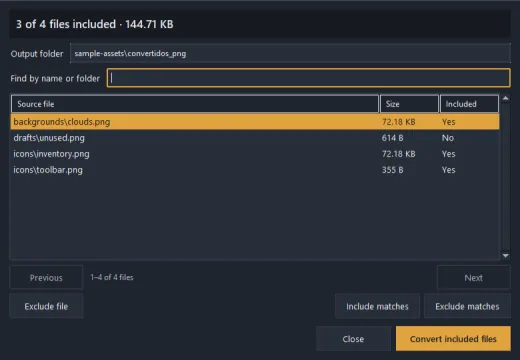 3 of 4 files included · 144.71 KB
Output folder sample-assets\convertidos_png
Find by name or folder
Source file Size Included
backgrounds\clouds.png 72.18 KB Yes
drafts\unused.png 614 B No
icons\inventory.png 72.18 KB Yes
icons\toolbar.png 355 B Yes
Previous 1–4 of 4 files Next
Exclude file Include matches Exclude matches
Close Convert included files